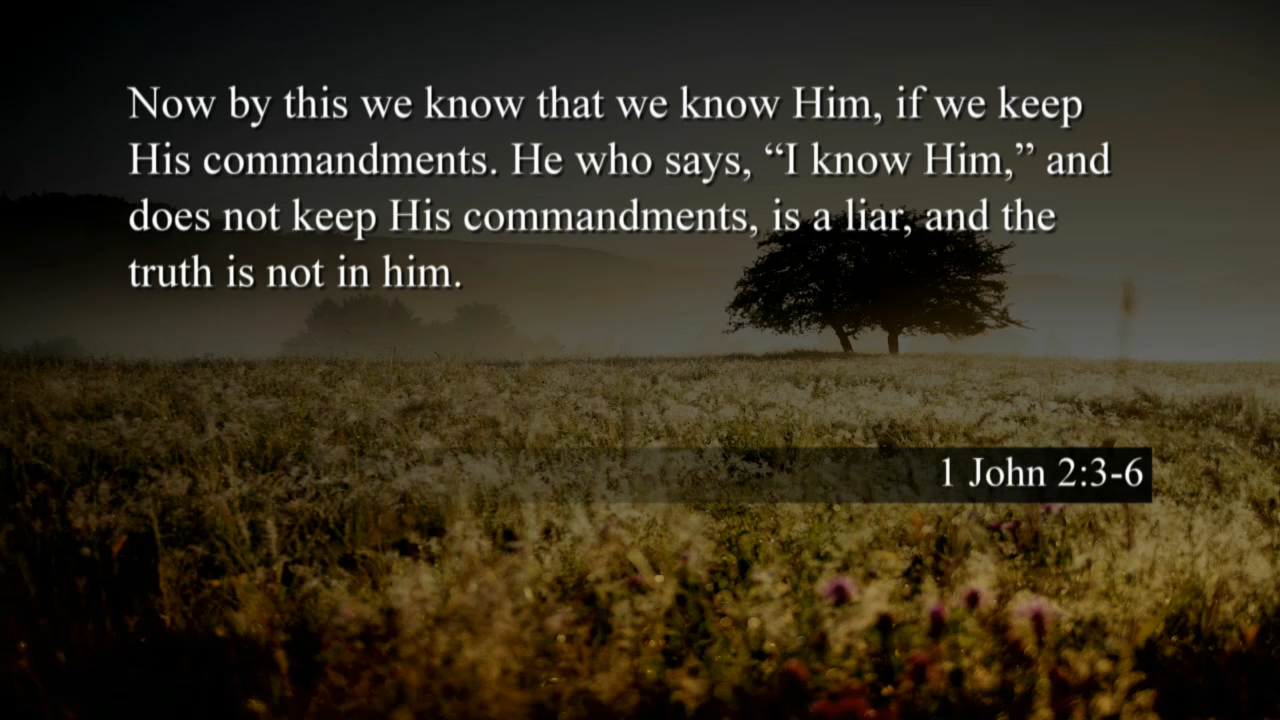 Now by this we know that we know Him, if we keep
His commandments. He who says, “I know Him,” and
does not keep His commandments, is a liar, and the
truth is not in him.
1 John 2:3-6